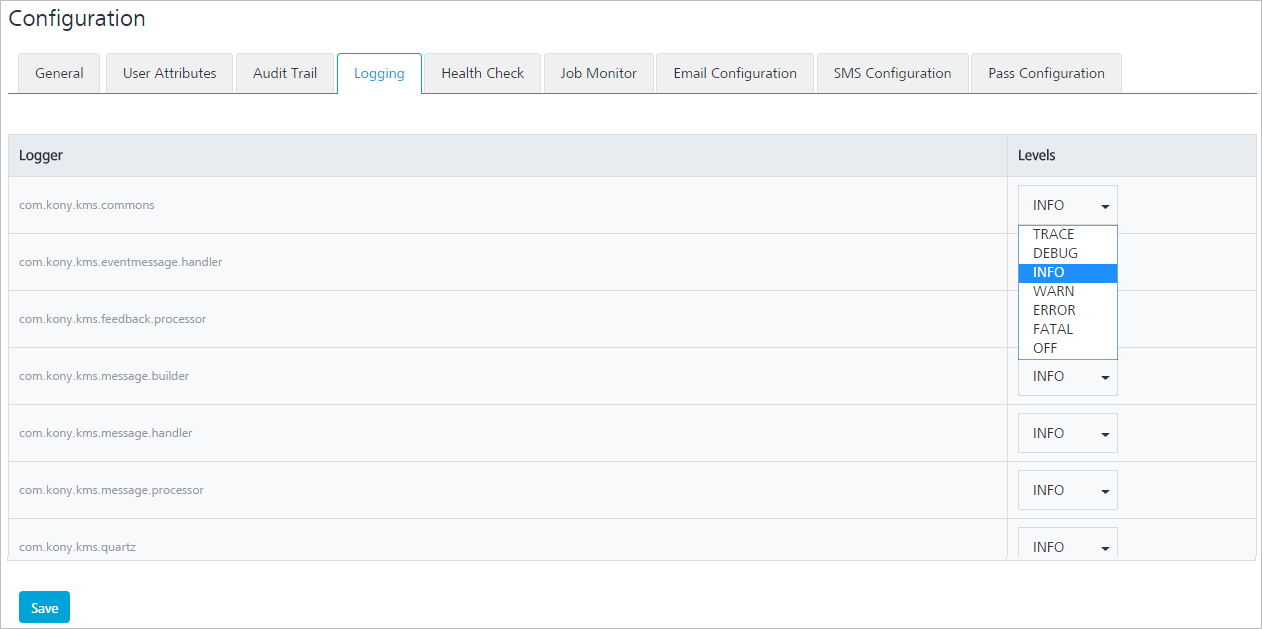 Configuration
General User Attributes Audit Trail Logging Health Check Job Monitor Email Configuration SMS Configuration Pass Configuration
Logger Levels
com.kony.kms.commons INFO
TRACE
DEBUG
com.kony.kms.eventmessage.handler
INFO
WARN
ERROR
com.kony.kms.feedback.processor
FATAL
OFF
com.kony.kms.message.builder INFO
com.kony.kms.message.handler INFO
com.kony.kms.message.processor INFO
com.kony.kms.quartz INFO
Save